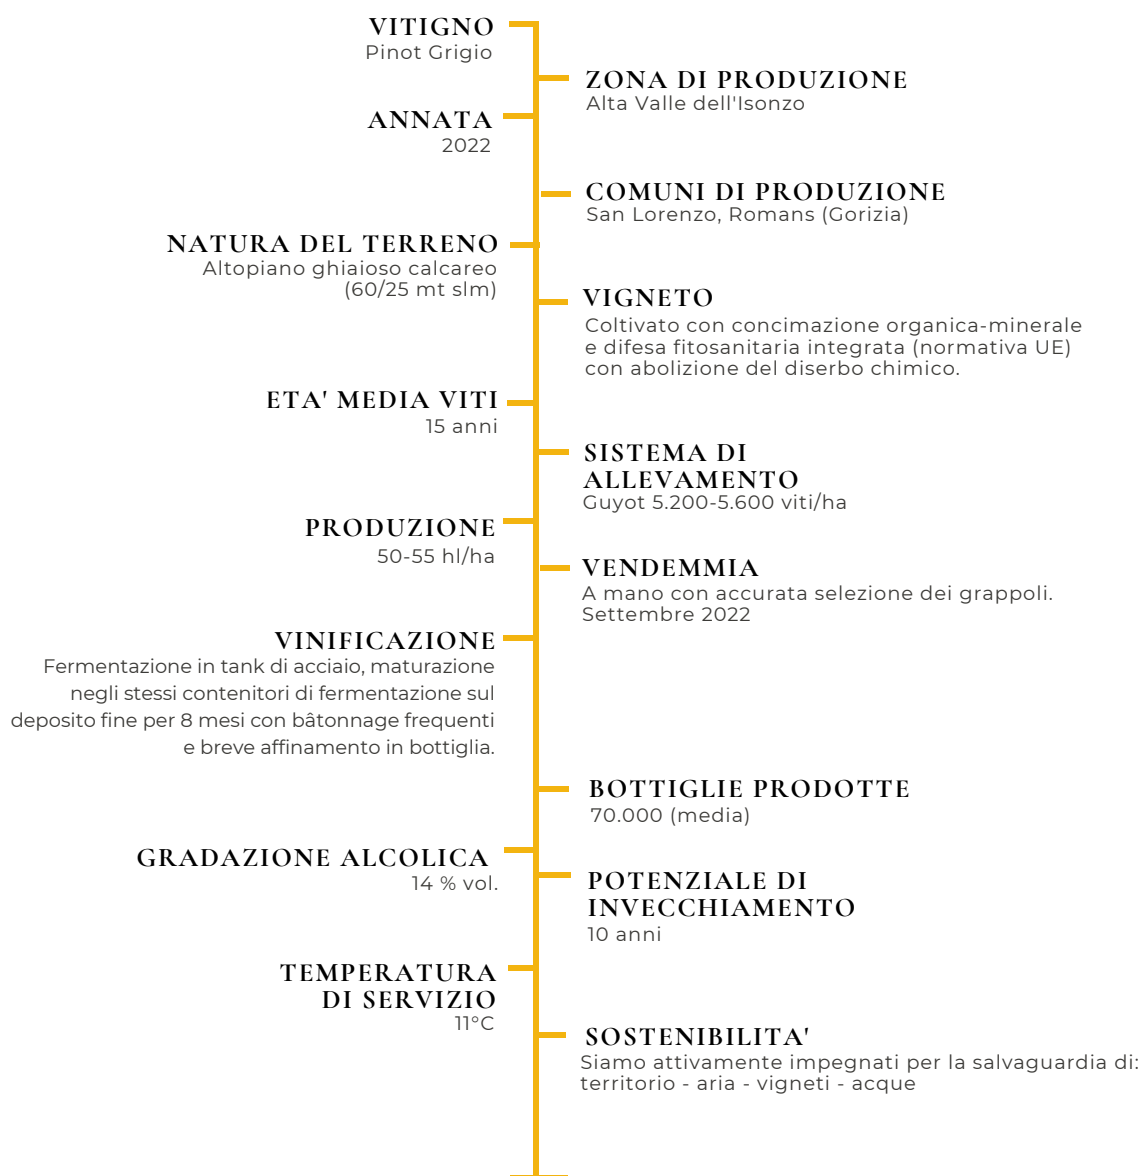 VITIGNO
Pinot Grigio
ZONA DI PRODUZIONE
Alta Valle dell'Isonzo
ANNATA
2022
COMUNI DI PRODUZIONE
San Lorenzo, Romans (Gorizia)
NATURA DEL TERRENO
Altopiano ghiaioso calcareo
(60/25 mt slm)
VIGNETO
Coltivato con concimazione organica-minerale
e difesa fitosanitaria integrata (normativa UE)
con abolizione del diserbo chimico.
ETA' MEDIA VITI
15 anni
SISTEMA DI
ALLEVAMENTO
Guyot 5.200-5.600 viti/ha
PRODUZIONE
50-55 hl/ha
VENDEMMIA
A mano con accurata selezione dei grappoli.
Settembre 2022
VINIFICAZIONE
Fermentazione in tank di acciaio, maturazione
negli stessi contenitori di fermentazione sul
deposito fine per 8 mesi con bâtonnage frequenti
e breve affinamento in bottiglia.
BOTTIGLIE PRODOTTE
70.000 (media)
GRADAZIONE ALCOLICA
14 % vol.
POTENZIALE DI
INVECCHIAMENTO
10 anni
TEMPERATURA
DI SERVIZIO
11°C
SOSTENIBILITA'
Siamo attivamente impegnati per la salvaguardia di:
territorio - aria - vigneti - acque